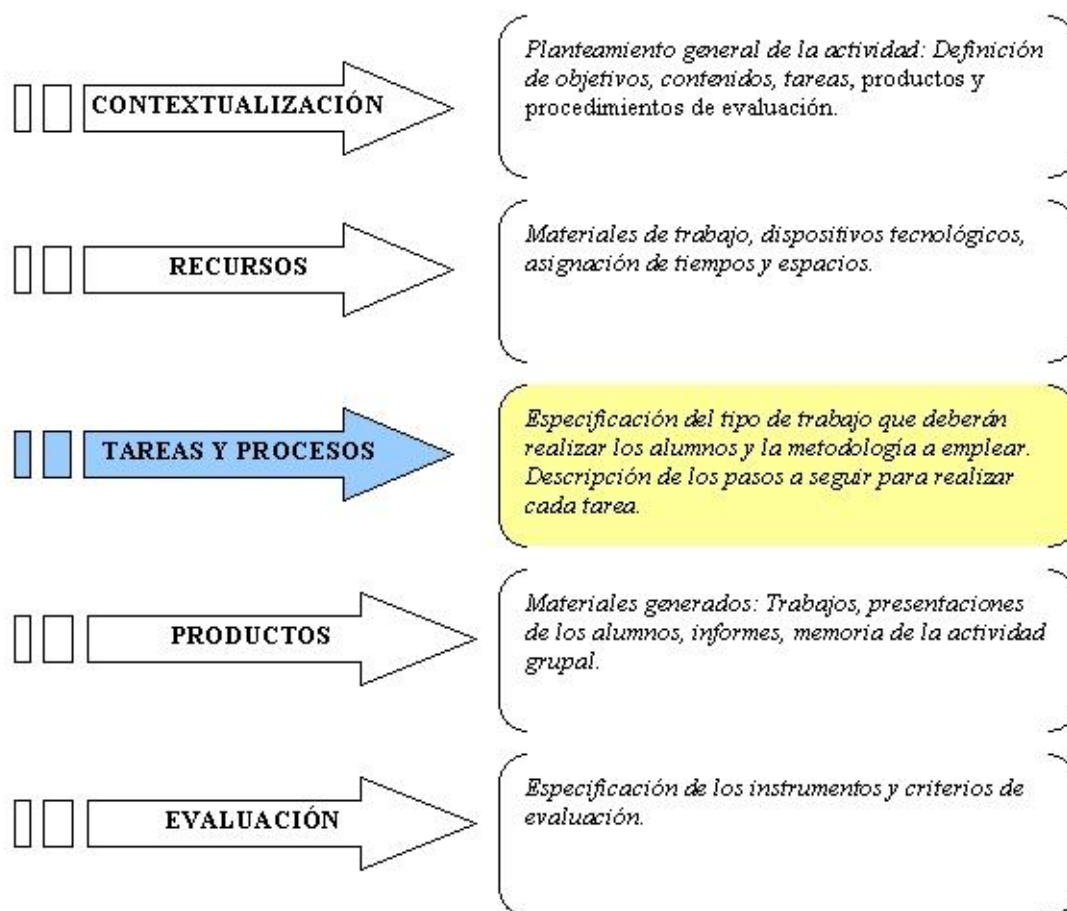 CONTEXTUALIZACIÓN
Planteamiento general de la actividad: Definición
de objetivos, contenidos, tareas, productos y
procedimientos de evaluación.
RECURSOS
Materiales de trabajo, dispositivos tecnológicos,
asignación de tiempos y espacios.
TAREAS Y PROCESOS
Especificación del tipo de trabajo que deberán
realizar los alumnos y la metodología a emplear.
Descripción de los pasos a seguir para realizar
cada tarea.
PRODUCTOS
Materiales generados: Trabajos, presentaciones
de los alumnos, informes, memoria de la actividad
grupal.
EVALUACIÓN
Especificación de los instrumentos y criterios de
evaluación.